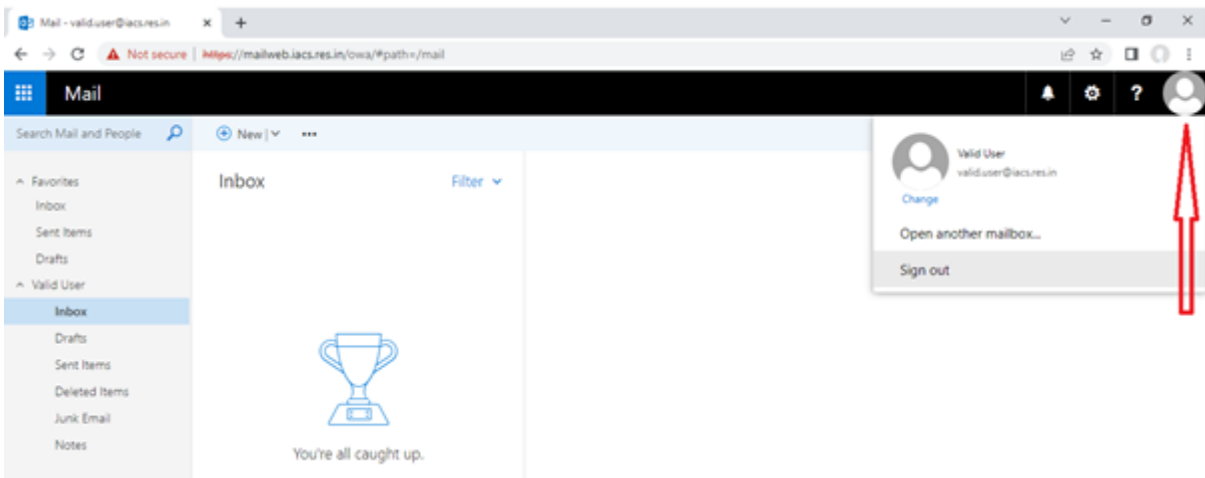 Mail - valid.user@iacs.res.in
Not secure | https://mailweb.iacs.res.in/owa/#path=/mail
Mail
?
Search Mail and People
New
Valid User
valid.user@iacs.res.in
Change
Open another mailbox...
Sign out
Favorites
Inbox
Sent Items
Drafts
Valid User
Inbox
Drafts
Sent Items
Deleted Items
Junk Email
Notes
Inbox
Filter
You're all caught up.